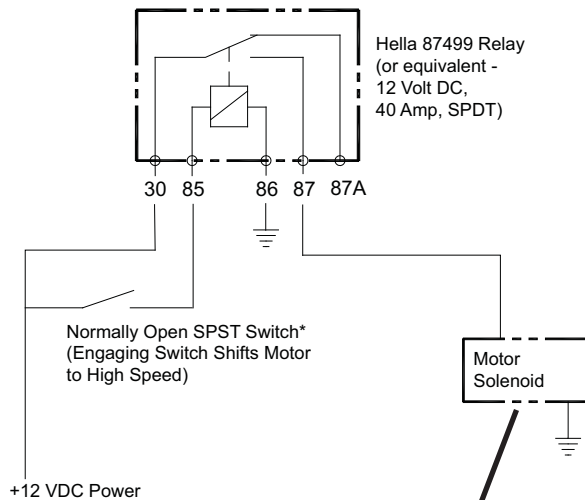 Hella 87499 Relay
(or equivalent -
12 Volt DC,
40 Amp, SPDT)
30 85 86 87 87A
Normally Open SPST Switch*
(Engaging Switch Shifts Motor
to High Speed)
Motor
Solenoid
+12 VDC Power